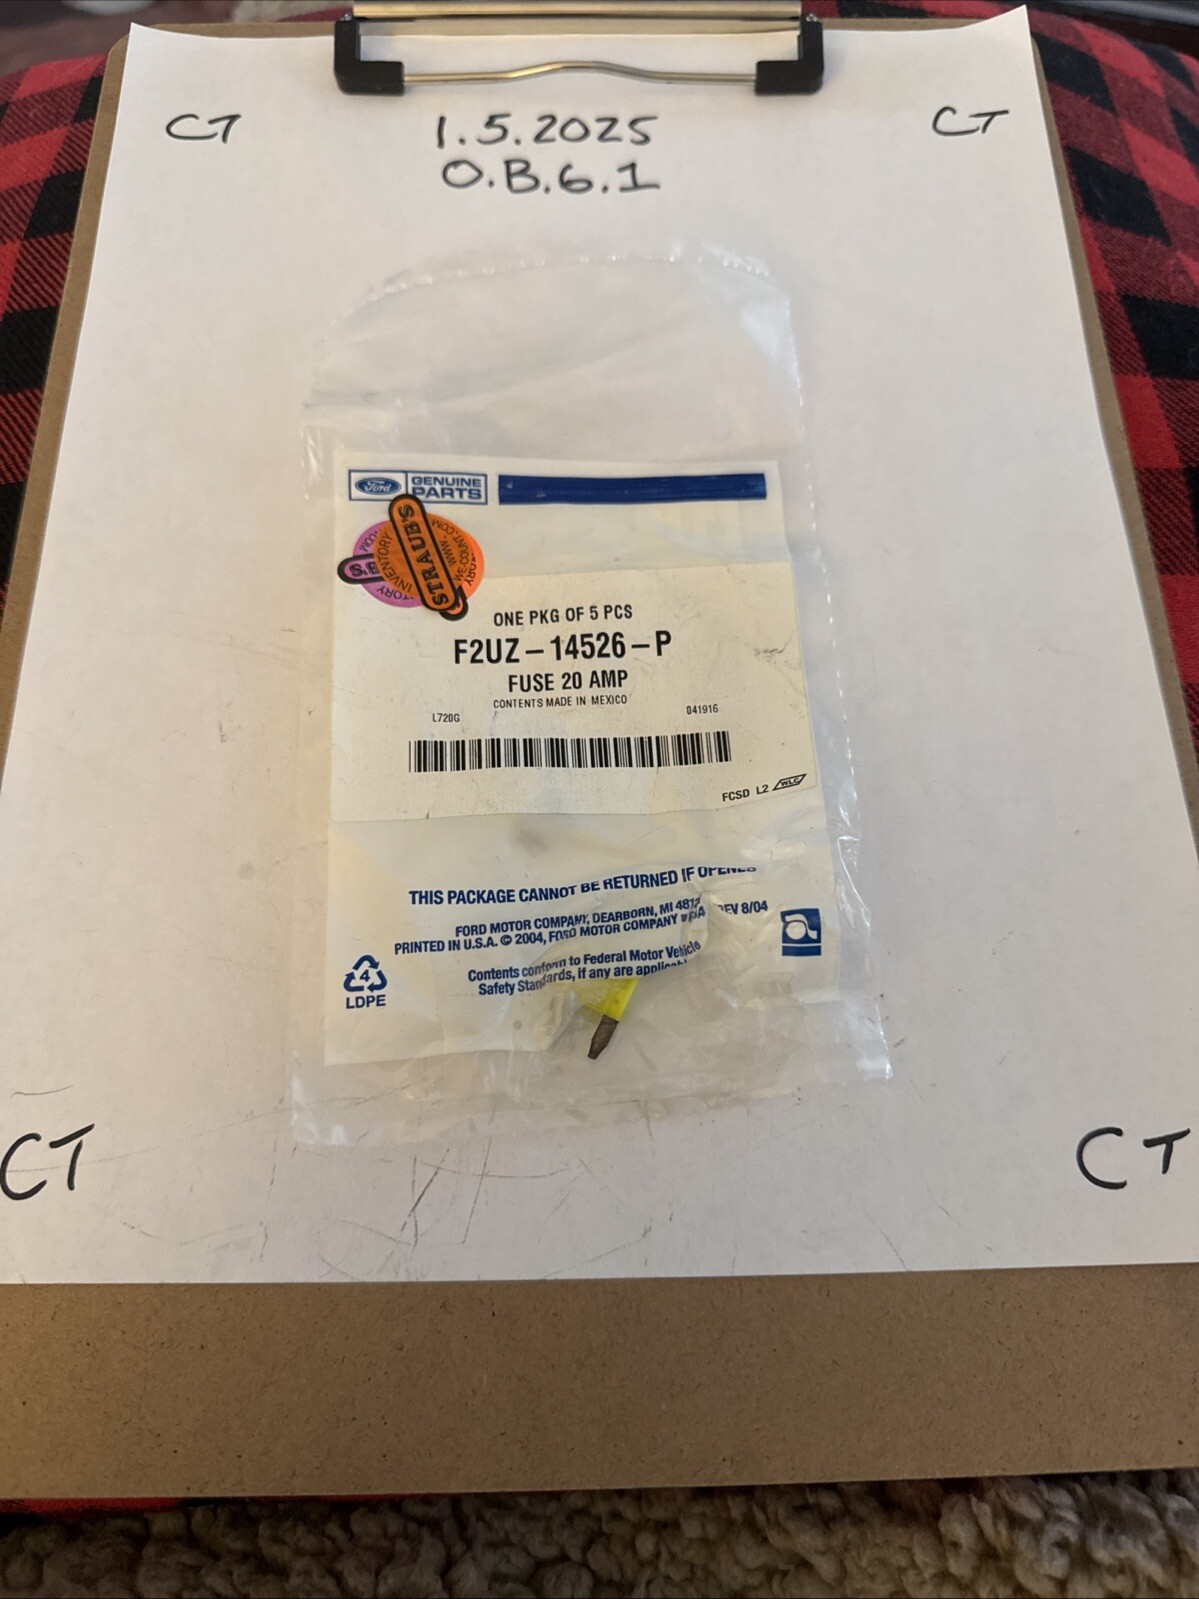 CT 1.5.2025 CT
O.B.6.1
Ford GENUINE PARTS
STRAUB'S
INVENTORY
ONE PKG OF 5 PCS
F2UZ-14526-P
FUSE 20 AMP
CONTENTS MADE IN MEXICO
L720G 041916
FCSD L2 WLC
THIS PACKAGE CANNOT BE RETURNED IF OPENED
FORD MOTOR COMPANY, DEARBORN, MI
PRINTED IN U.S.A. © 2004, FORD MOTOR COMPANY REV 8/04
Contents conform to Federal Motor Vehicle
Safety Standards, if any are
4
LDPE
CT CT